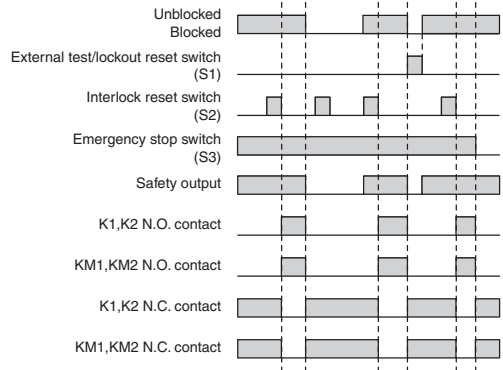 Unblocked
Blocked
External test/lockout reset switch
(S1)
Interlock reset switch
(S2)
Emergency stop switch
(S3)
Safety output
K1,K2 N.O. contact
KM1,KM2 N.O. contact
K1,K2 N.C. contact
KM1,KM2 N.C. contact